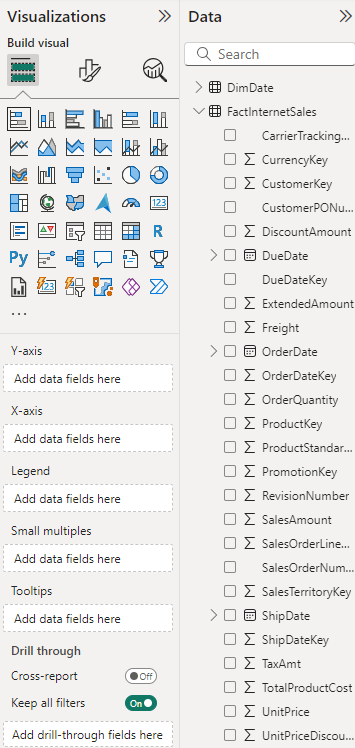 Visualizations
Build visual
123
R
Py
123
...
Y-axis
Add data fields here
X-axis
Add data fields here
Legend
Add data fields here
Small multiples
Add data fields here
Tooltips
Add data fields here
Drill through
Cross-report
Off
Keep all filters
On
Add drill-through fields here
Data
Search
DimDate
FactInternetSales
CarrierTracking...
CurrencyKey
CustomerKey
CustomerPONu...
DiscountAmount
DueDate
DueDateKey
ExtendedAmount
Freight
OrderDate
OrderDateKey
OrderQuantity
ProductKey
ProductStandar...
PromotionKey
RevisionNumber
SalesAmount
SalesOrderLine...
SalesOrderNum...
SalesTerritoryKey
ShipDate
ShipDateKey
TaxAmt
TotalProductCost
UnitPrice
UnitPriceDiscou...